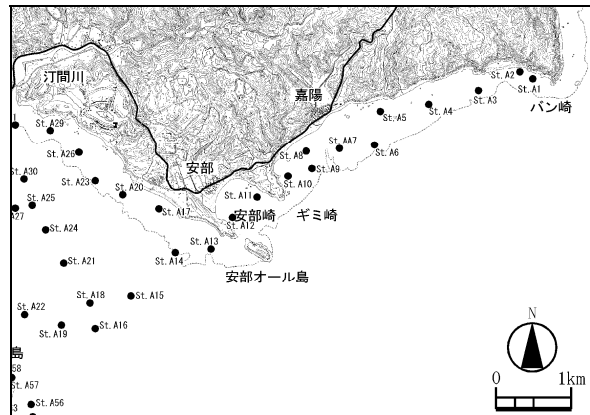 汀間川
嘉陽
バン崎
安部
安部崎
ギミ崎
安部オール島
島
St.A2
St.A1
St.A3
St.A4
St.A5
St.A6
St.AA7
St.A8
St.A9
St.A10
St.A11
St.A12
St.A13
St.A14
St.A15
St.A16
St.A17
St.A18
St.A19
St.A20
St.A21
St.A22
St.A23
St.A24
St.A25
St.A26
A27
St.A29
St.A30
58
St.A57
St.A56
N
0 1km